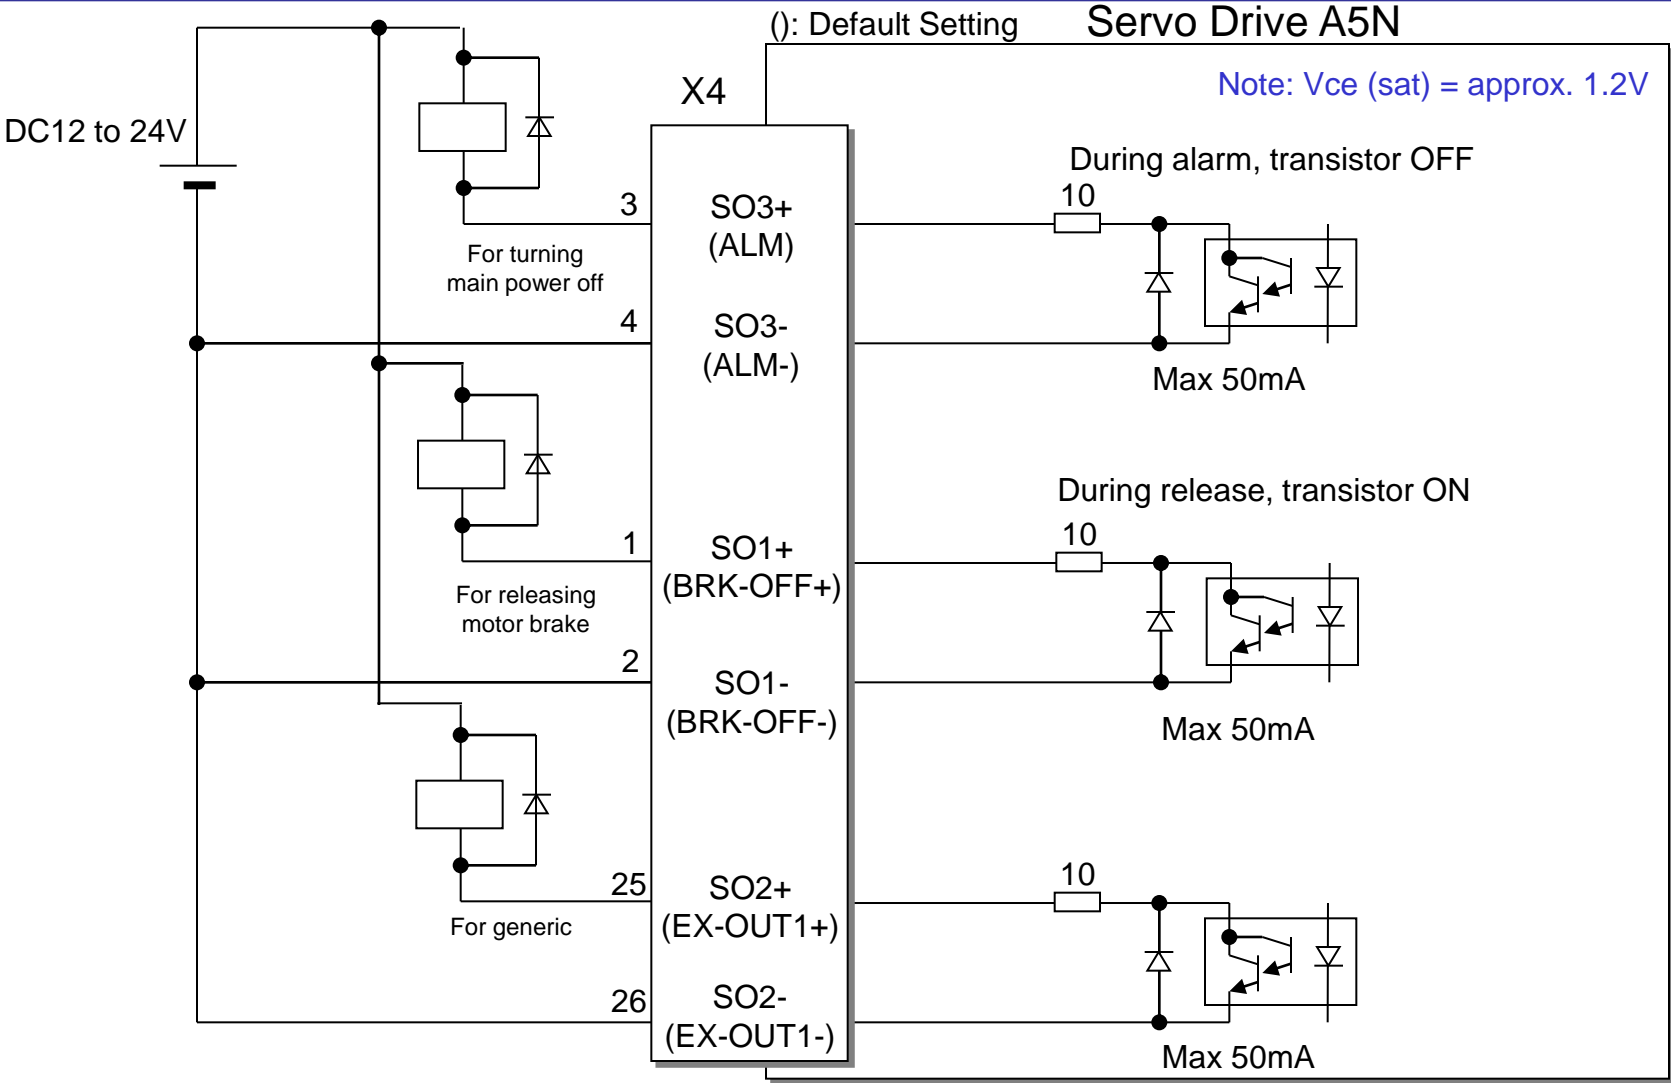 (): Default Setting
Servo Drive A5N
X4
Note: Vce (sat) = approx. 1.2V
DC12 to 24V
During alarm, transistor OFF
10
3
SO3+
(ALM)
For turning
main power off
4
SO3-
(ALM-)
Max 50mA
During release, transistor ON
10
1
SO1+
(BRK-OFF+)
For releasing
motor brake
2
SO1-
(BRK-OFF-)
Max 50mA
10
25
SO2+
(EX-OUT1+)
For generic
26
SO2-
(EX-OUT1-)
Max 50mA